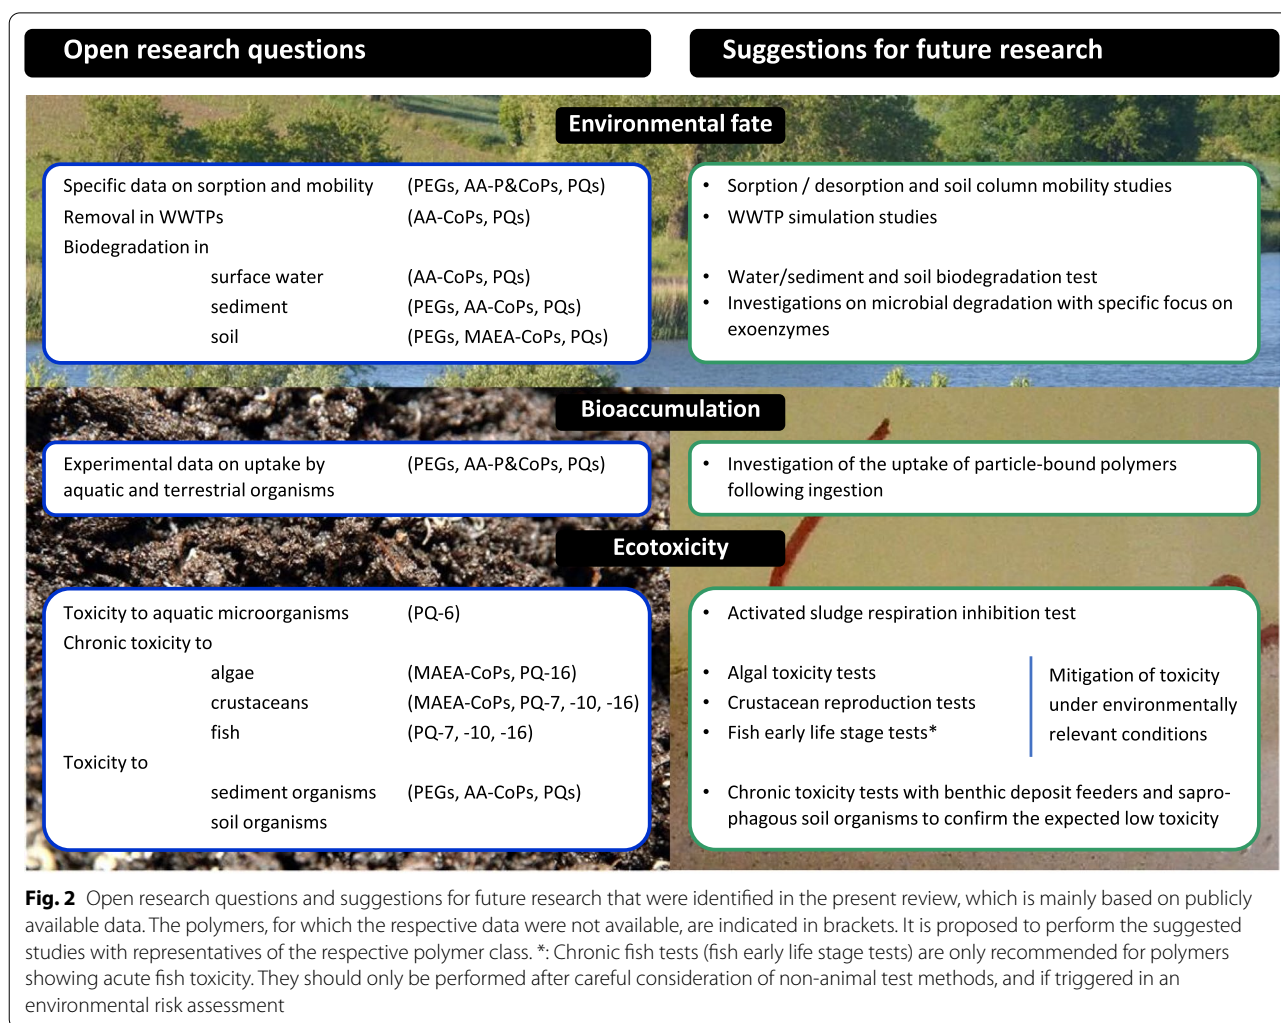 Open research questions
Suggestions for future research
Environmental fate
Specific data on sorption and mobility (PEGs, AA-P&CoPs, PQs)
Removal in WWTPs (AA-CoPs, PQs)
Biodegradation in
surface water (AA-CoPs, PQs)
sediment (PEGs, AA-CoPs, PQs)
soil (PEGs, MAEA-CoPs, PQs)
• Sorption / desorption and soil column mobility studies
• WWTP simulation studies
• Water/sediment and soil biodegradation test
• Investigations on microbial degradation with specific focus on
exoenzymes
Bioaccumulation
Experimental data on uptake by (PEGs, AA-P&CoPs, PQs)
aquatic and terrestrial organisms
• Investigation of the uptake of particle-bound polymers
following ingestion
Ecotoxicity
Toxicity to aquatic microorganisms (PQ-6)
Chronic toxicity to
algae (MAEA-CoPs, PQ-16)
crustaceans (MAEA-CoPs, PQ-7, -10, -16)
fish (PQ-7, -10, -16)
Toxicity to
sediment organisms (PEGs, AA-CoPs, PQs)
soil organisms
• Activated sludge respiration inhibition test
• Algal toxicity tests
• Crustacean reproduction tests
• Fish early life stage tests*
Mitigation of toxicity
under environmentally
relevant conditions
• Chronic toxicity tests with benthic deposit feeders and sapro-
phagous soil organisms to confirm the expected low toxicity
Fig. 2 Open research questions and suggestions for future research that were identified in the present review, which is mainly based on publicly
available data. The polymers, for which the respective data were not available, are indicated in brackets. It is proposed to perform the suggested
studies with representatives of the respective polymer class. *: Chronic fish tests (fish early life stage tests) are only recommended for polymers
showing acute fish toxicity. They should only be performed after careful consideration of non-animal test methods, and if triggered in an
environmental risk assessment